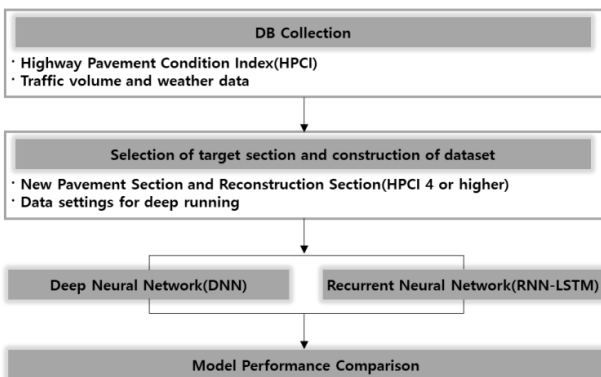 DB Collection
· Highway Pavement Condition Index(HPCI)
· Traffic volume and weather data
Selection of target section and construction of dataset
· New Pavement Section and Reconstruction Section(HPCI 4 or higher)
· Data settings for deep running
Deep Neural Network(DNN)
Recurrent Neural Network(RNN-LSTM)
Model Performance Comparison